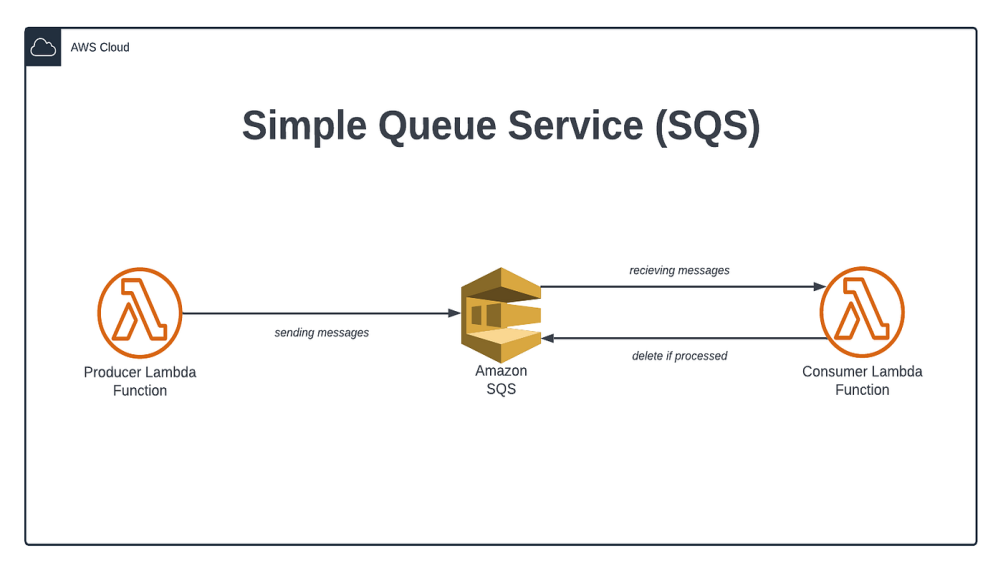 AWS Cloud
Simple Queue Service (SQS)
recieving messages
sending messages
delete if processed
Producer Lambda
Function
Amazon
SQS
Consumer Lambda
Function